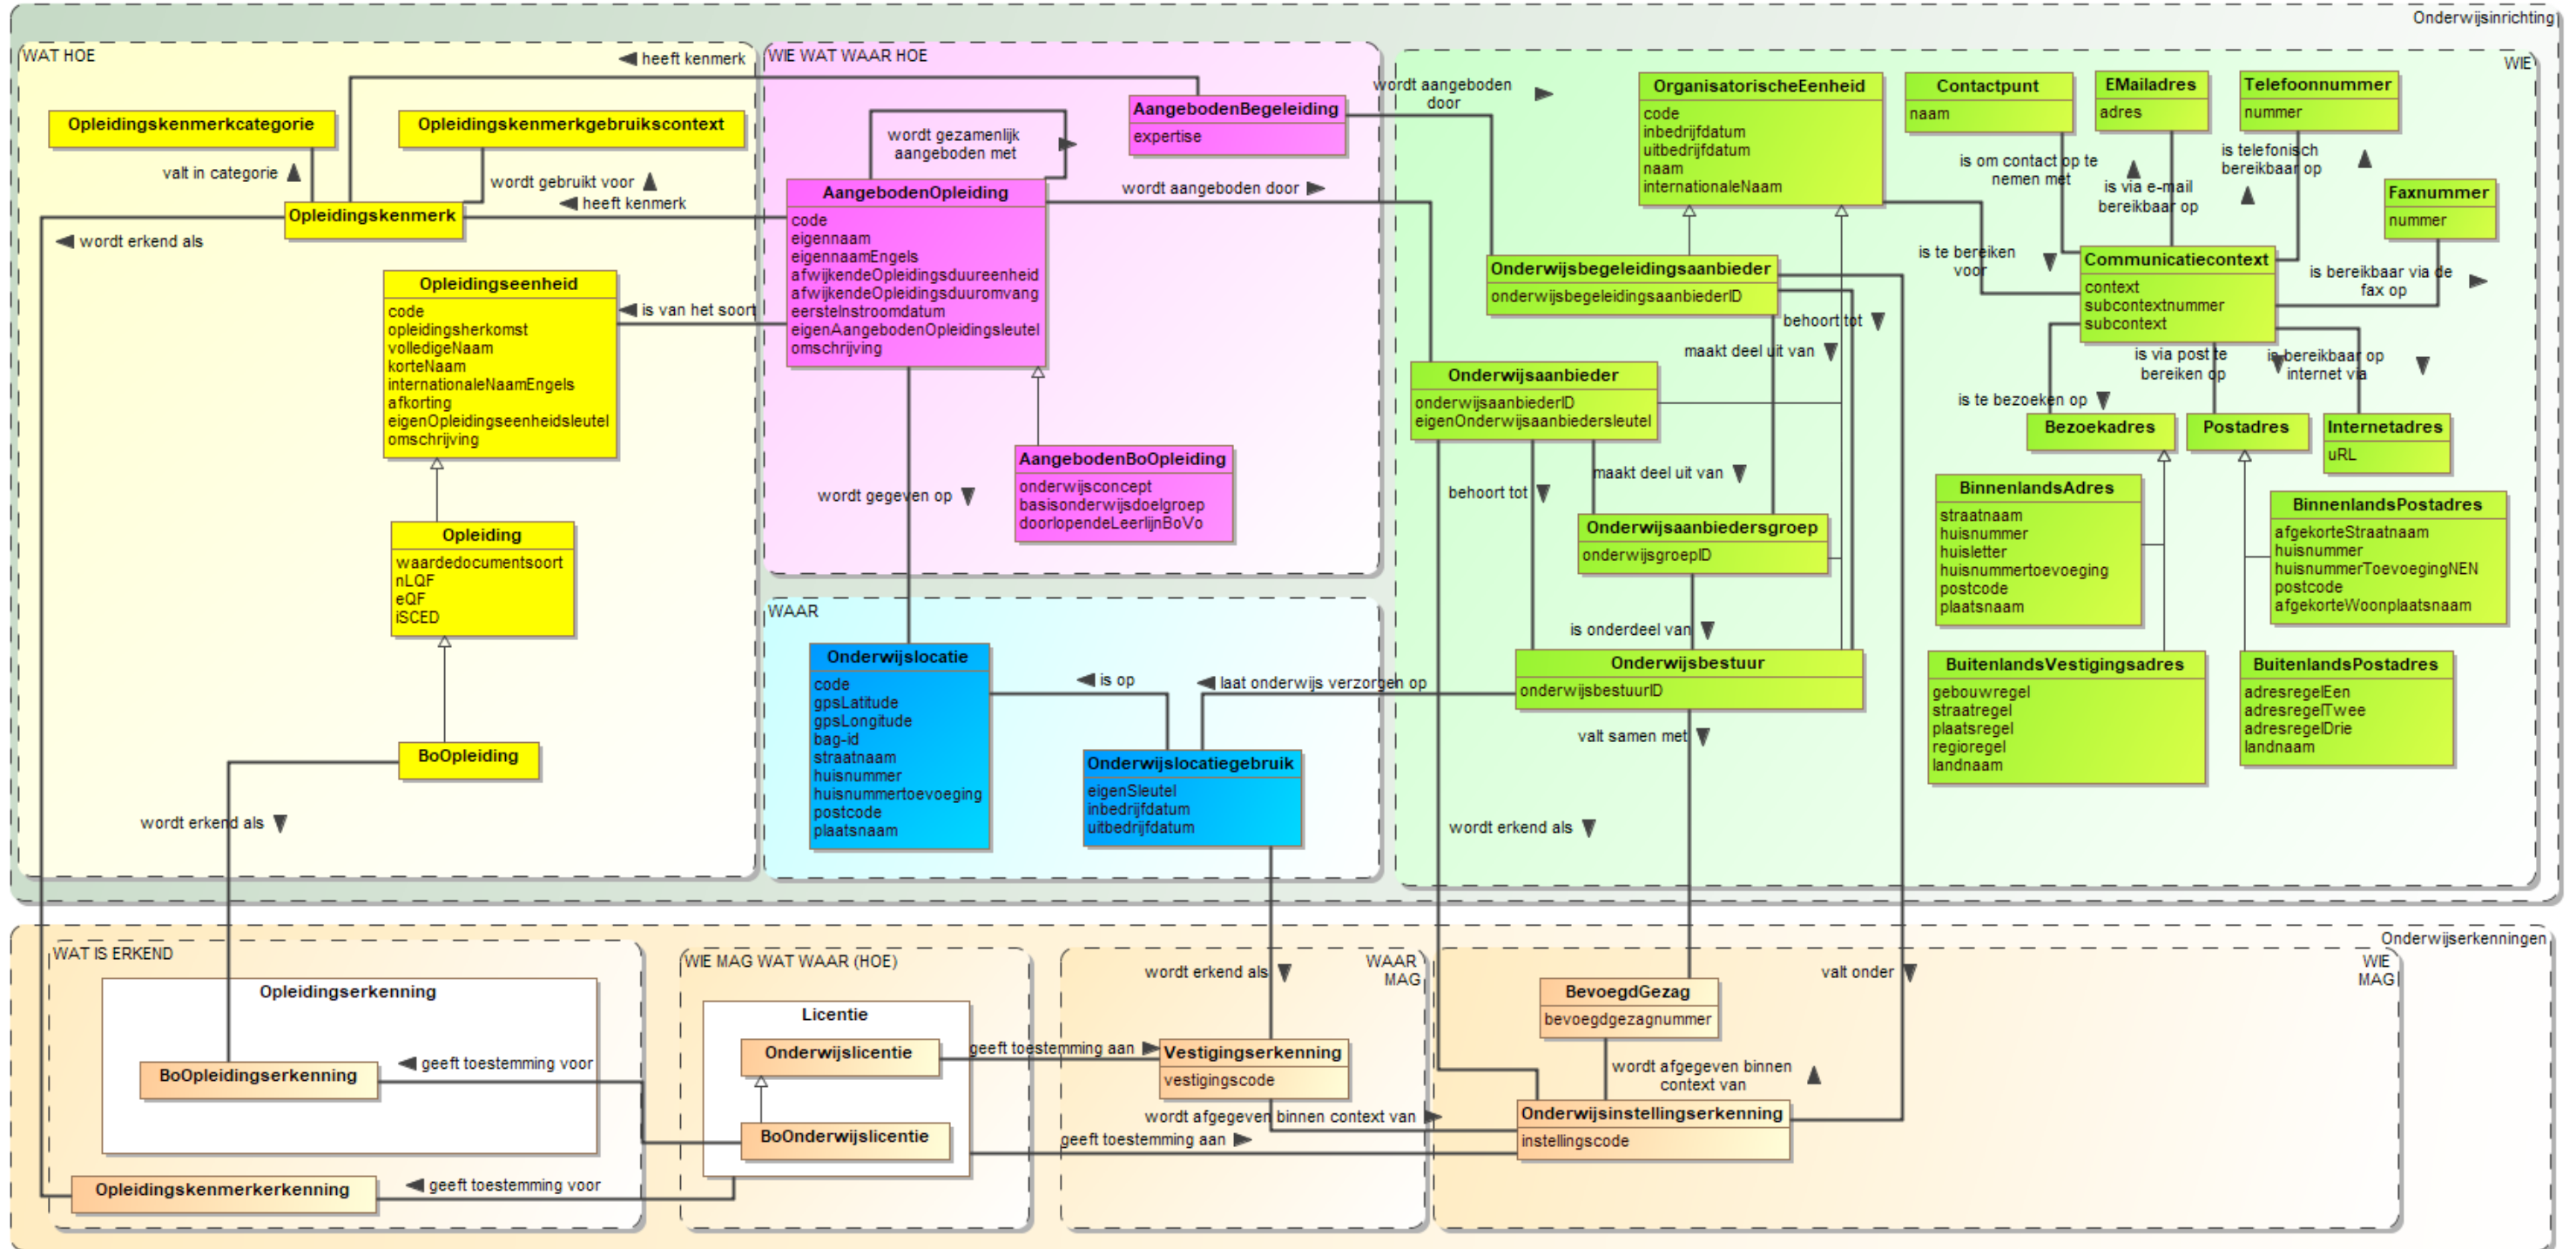 Onderwijsinrichting
WAT HOE
heeft kenmerk
Opleidingskenmerkcategorie
Opleidingskenmerkgebruikscontext
valt in categorie
wordt gebruikt voor
heeft kenmerk
Opleidingskenmerk
wordt erkend als
Opleidingseenheid
code
opleidingsherkomst
volledigeNaam
korteNaam
internationaleNaamEngels
afkorting
eigenOpleidingseenheidsleutel
omschrijving
is van het soort
Opleiding
waardedocumentsoort
nLQF
eQF
iSCED
BoOpleiding
wordt erkend als
WIE WAT WAAR HOE
AangebodenBegeleiding
expertise
wordt gezamenlijk
aangeboden met
AangebodenOpleiding
code
eigennaam
eigennaamEngels
afwijkendeOpleidingsduureenheid
afwijkendeOpleidingsduuromvang
eersteInstroomdatum
eigenAangebodenOpleidingsleutel
omschrijving
wordt aangeboden door
AangebodenBoOpleiding
onderwijsconcept
basisonderwijsdoelgroep
doorlopendeLeerlijnBoVo
wordt gegeven op
WAAR
Onderwijslocatie
code
gpsLatitude
gpsLongitude
bag-id
straatnaam
huisnummer
huisnummertoevoeging
postcode
plaatsnaam
is op
laat onderwijs verzorgen op
Onderwijslocatiegebruik
eigenSleutel
inbedrijfdatum
uitbedrijfdatum
WIE
wordt aangeboden
door
OrganisatorischeEenheid
code
inbedrijfdatum
uitbedrijfdatum
naam
internationaleNaam
Contactpunt
naam
EMailadres
adres
Telefoonnummer
nummer
is om contact op te
nemen met
is via e-mail
bereikbaar op
is telefonisch
bereikbaar op
Faxnummer
nummer
Onderwijsbegeleidingsaanbieder
onderwijsbegeleidingsaanbiederID
is te bereiken
voor
Communicatiecontext
context
subcontextnummer
subcontext
is bereikbaar via de
fax op
behoort tot
maakt deel uit van
is via post te
bereiken op
is bereikbaar op
internet via
Onderwijsaanbieder
onderwijsaanbiederID
eigenOnderwijsaanbiedersleutel
is te bezoeken op
Bezoekadres
Postadres
Internetadres
uRL
maakt deel uit van
behoort tot
BinnenlandsAdres
straatnaam
huisnummer
huisletter
huisnummertoevoeging
postcode
plaatsnaam
BinnenlandsPostadres
afgekorteStraatnaam
huisnummer
huisnummerToevoegingNEN
postcode
afgekorteWoonplaatsnaam
Onderwijsaanbiedersgroep
onderwijsgroepID
is onderdeel van
Onderwijsbestuur
onderwijsbestuurID
BuitenlandsVestigingsadres
gebouwregel
straatregel
plaatsregel
regioregel
landnaam
BuitenlandsPostadres
adresregelEen
adresregelTwee
adresregelDrie
landnaam
valt samen met
wordt erkend als
Onderwijserkenningen
WAT IS ERKEND
Opleidingserkenning
BoOpleidingserkenning
geeft toestemming voor
Opleidingskenmerkerkenning
geeft toestemming voor
WIE MAG WAT WAAR (HOE)
Licentie
Onderwijslicentie
BoOnderwijslicentie
geeft toestemming aan
WAAR
MAG
wordt erkend als
Vestigingserkenning
vestigingscode
wordt afgegeven binnen context van
geeft toestemming aan
WIE
MAG
valt onder
BevoegdGezag
bevoegdgezagnummer
wordt afgegeven binnen
context van
Onderwijsinstellingserkenning
instellingscode